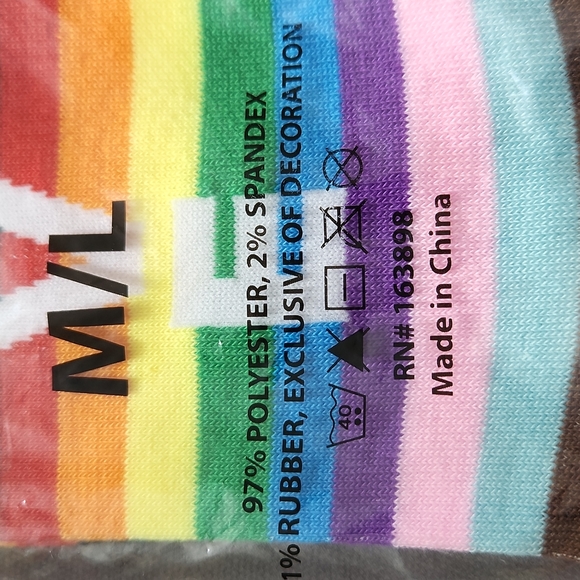 M/L
97% POLYESTER, 2% SPANDEX
1% RUBBER, EXCLUSIVE OF DECORATION
40
RN# 163898
Made in China